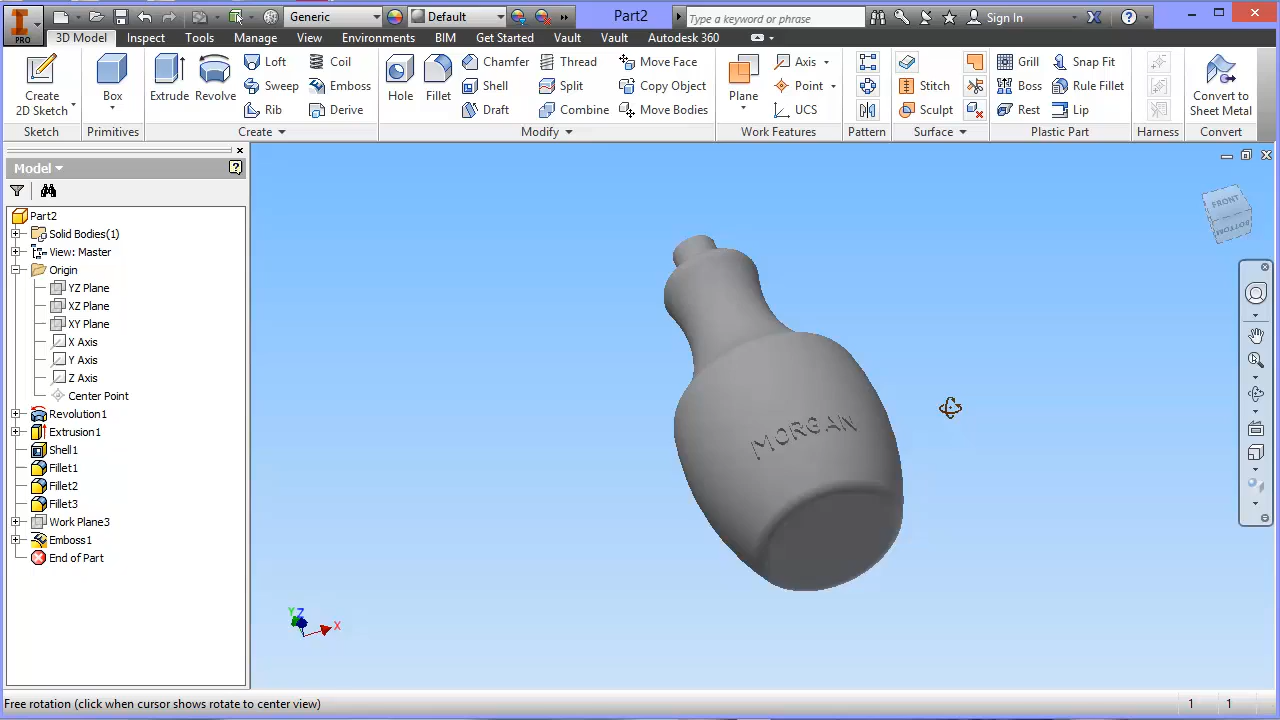 PRO
Generic
Default
Part2
Type a keyword or phrase
Sign In
3D Model
Inspect
Tools
Manage
View
Environments
BIM
Get Started
Vault
Vault
Autodesk 360
Create
2D Sketch
Sketch
Box
Primitives
Extrude
Revolve
Loft
Sweep
Rib
Coil
Emboss
Derive
Create
Hole
Fillet
Chamfer
Shell
Draft
Thread
Split
Combine
Move Face
Copy Object
Move Bodies
Modify
Plane
Axis
Point
UCS
Work Features
Pattern
Stitch
Sculpt
Surface
Grill
Boss
Rest
Snap Fit
Rule Fillet
Lip
Plastic Part
Harness
Convert to
Sheet Metal
Convert
Model
Part2
Solid Bodies(1)
View: Master
Origin
YZ Plane
XZ Plane
XY Plane
X Axis
Y Axis
Z Axis
Center Point
Revolution1
Extrusion1
Shell1
Fillet1
Fillet2
Fillet3
Work Plane3
Emboss1
End of Part
MORGAN
FRONT
BOTTOM
Y
Z
X
Free rotation (click when cursor shows rotate to center view)
1
1